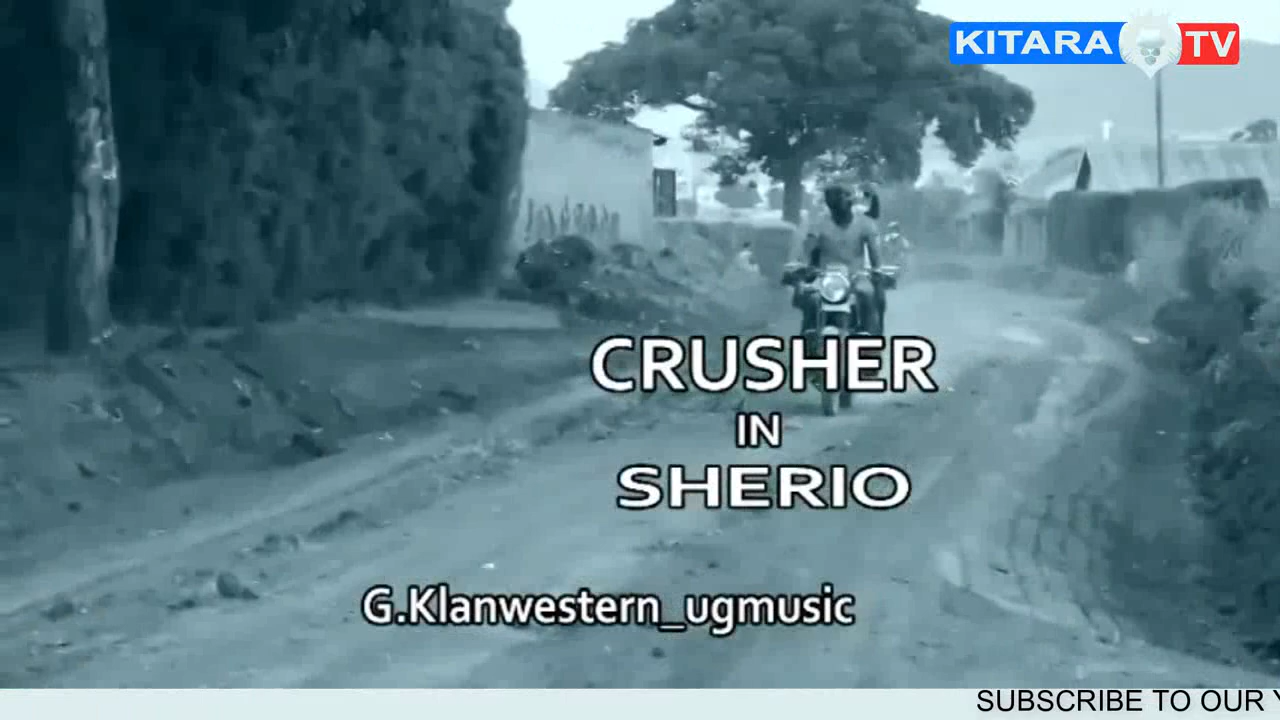 KITARA TV
CRUSHER
IN
SHERIO
G.Klanwestern_ugmusic
SUBSCRIBE TO OUR